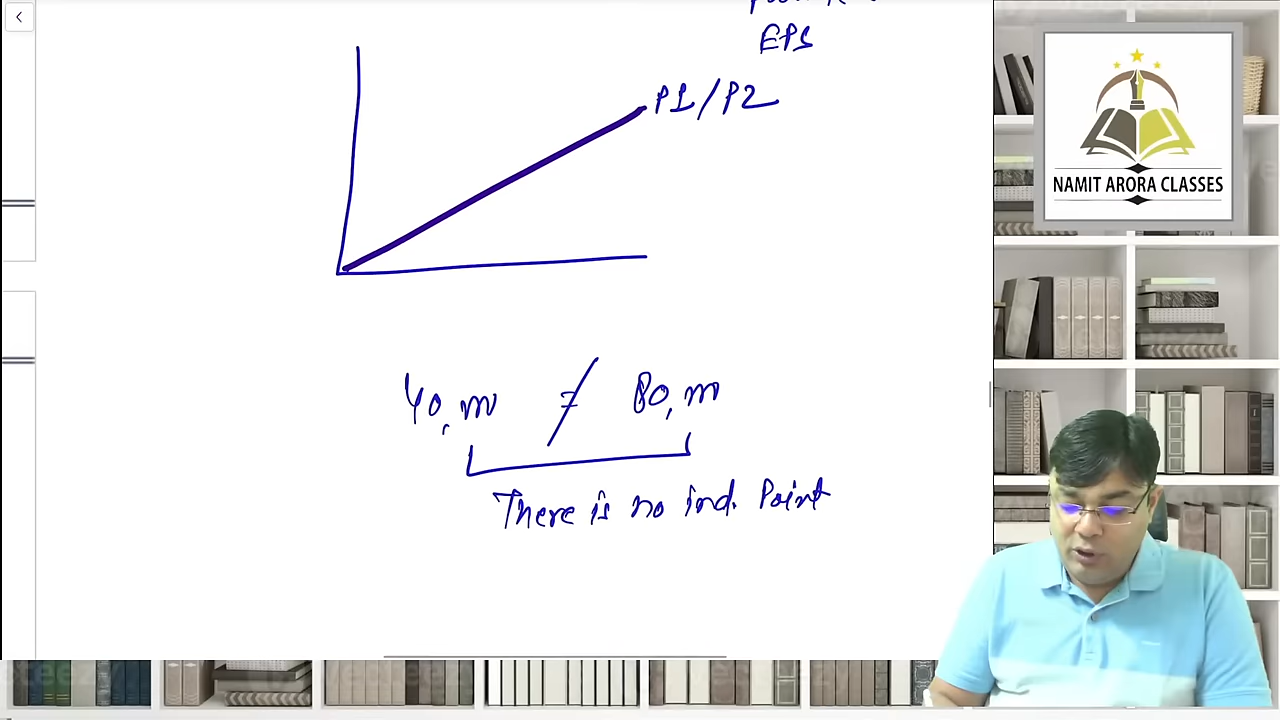 EPS
P1/P2
40,m ≠ 80,m
There is no ind. Point
NAMIT ARORA CLASSES